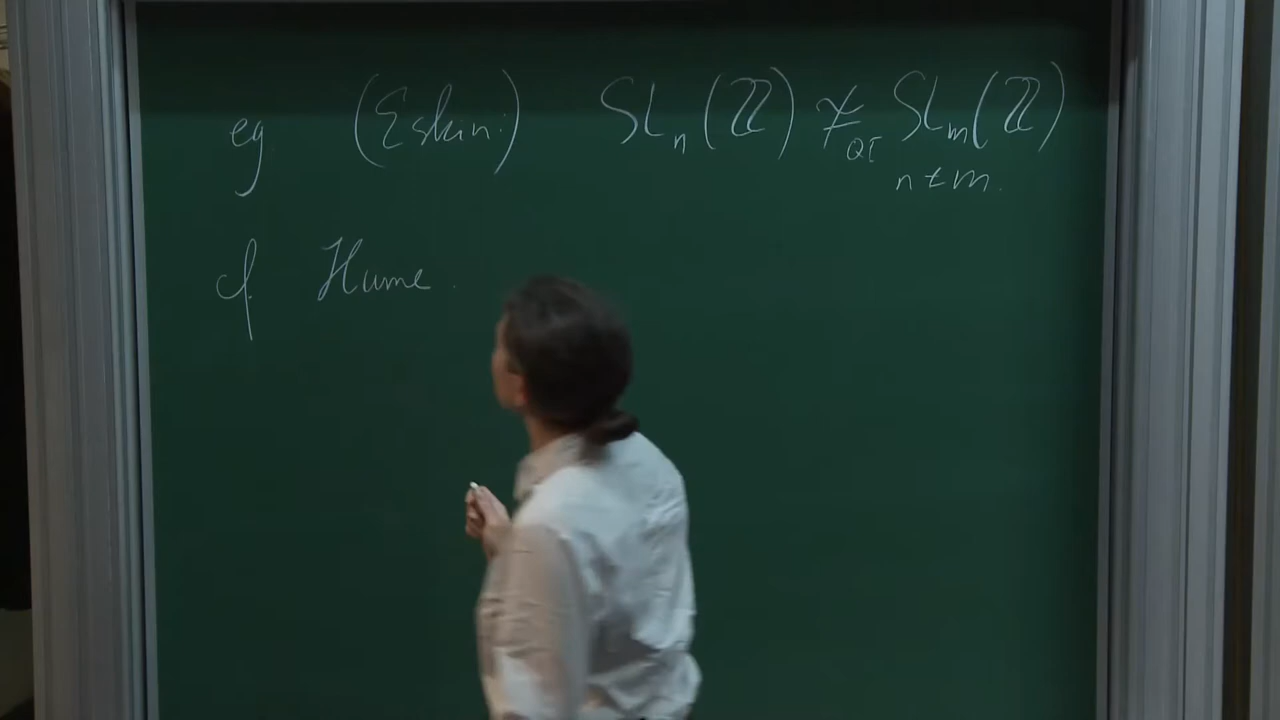 eg (Eskin.) SL_n(ℤ) ≄_QI SL_m(ℤ)
n ≠ m.
cf. Hume.